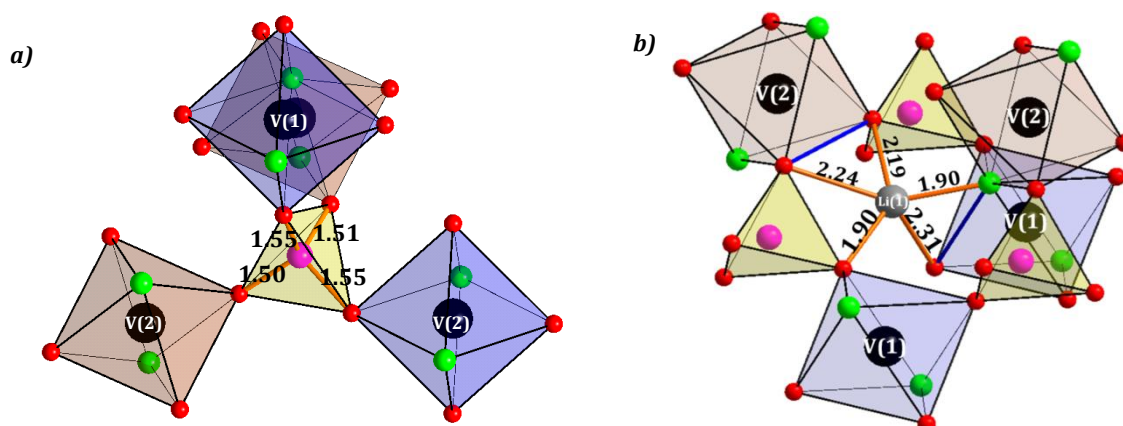 a)
V(1)
1.55
1.51
1.50
1.55
V(2)
V(2)
b)
V(2)
V(2)
2.19
2.24
1.90
Li(1)
1.90
2.31
V(1)
V(1)